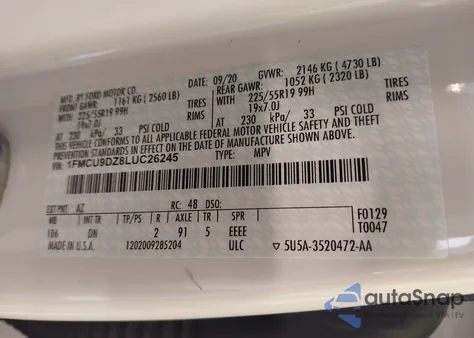 MFD. BY FORD MOTOR CO.
09/20 GVWR: 2146 KG ( 4730 LB)
FRONT GAWR: 1161 KG ( 2560 LB)
REAR GAWR: 1052 KG ( 2320 LB)
WITH 225/55R19 99H TIRES
WITH 225/55R19 99H TIRES
19x7.0J RIMS
19x7.0J RIMS
AT 230 kPa/ 33 PSI COLD
AT 230 kPa/ 33 PSI COLD
THIS VEHICLE CONFORMS TO ALL APPLICABLE FEDERAL MOTOR VEHICLE SAFETY, BUMPER, AND THEFT PREVENTION STANDARDS IN EFFECT ON THE DATE OF MANUFACTURE SHOWN ABOVE.
VIN: 1FMCU9DZ8LUC26245
TYPE: MPV
EXT PNT: AZ RC: 48 DSO: F0129
WB INT TR TP/PS R AXLE TR SPR T0047
106 DN 2 91 5 EEEE
MADE IN U.S.A. 1202009285204 ULC 5U5A-3520472-AA
autoSnap